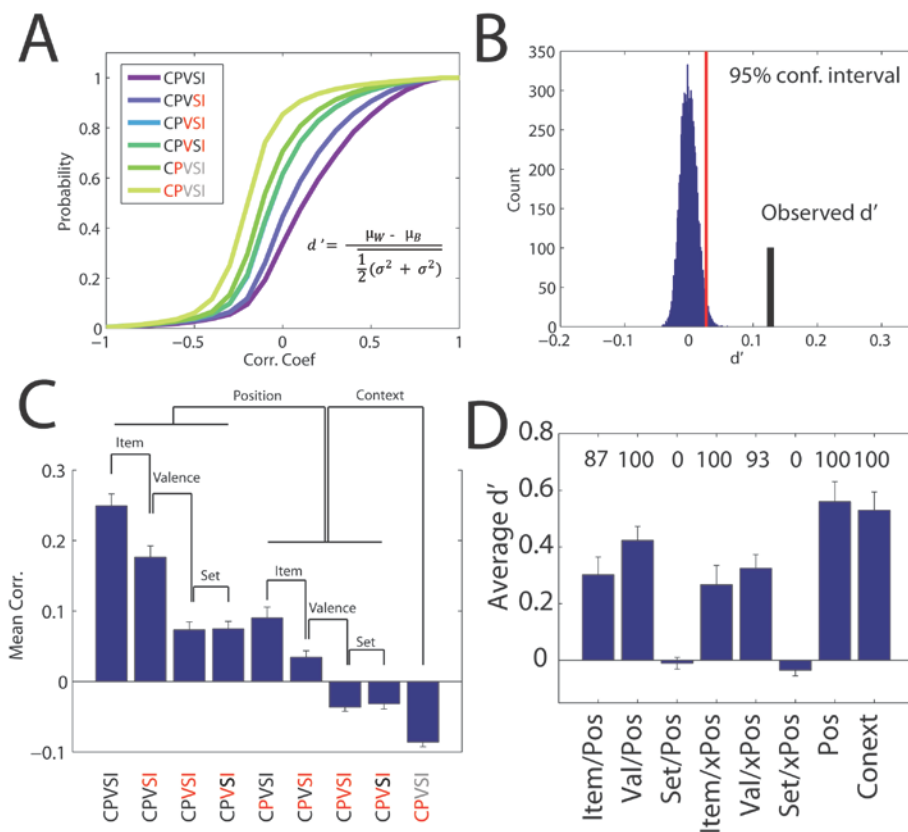 A
1
0.8
0.6
0.4
0.2
0
Probability
CPVSI
CPVSI
CPVSI
CPVSI
CPVSI
CPVSI
d' = μW - μB
1/2(σ² + σ²)
-1
-0.5
0
0.5
1
Corr. Coef
B
350
300
250
200
150
100
50
0
Count
95% conf. interval
Observed d'
-0.2
-0.1
0
0.1
0.2
0.3
d'
C
Position
Context
Item
Valence
Set
Item
Valence
Set
0.3
0.2
0.1
0
−0.1
Mean Corr.
CPVSI
CPVSI
CPVSI
CPVSI
CPVSI
CPVSI
CPVSI
CPVSI
CPVSI
D
0.8
0.6
0.4
0.2
0
Average d'
87 100 0 100 93 0 100 100
Item/Pos
Val/Pos
Set/Pos
Item/xPos
Val/xPos
Set/xPos
Pos
Conext